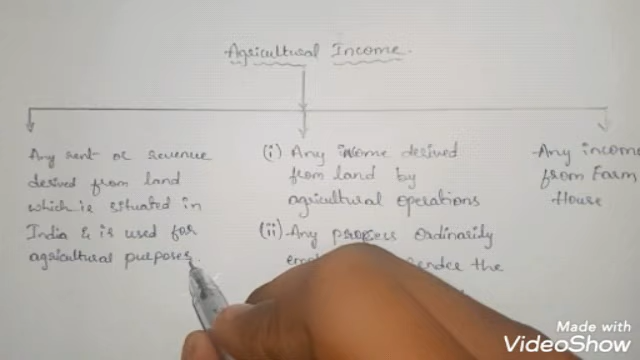 Agricultural Income.
Any rent or revenue
derived from land
which is situated in
India & is used for
agricultural purposes.
(i) Any income derived
from land by
agricultural operations
(ii) Any process ordinarily
render the
Any income
from Farm
House
Made with
VideoShow